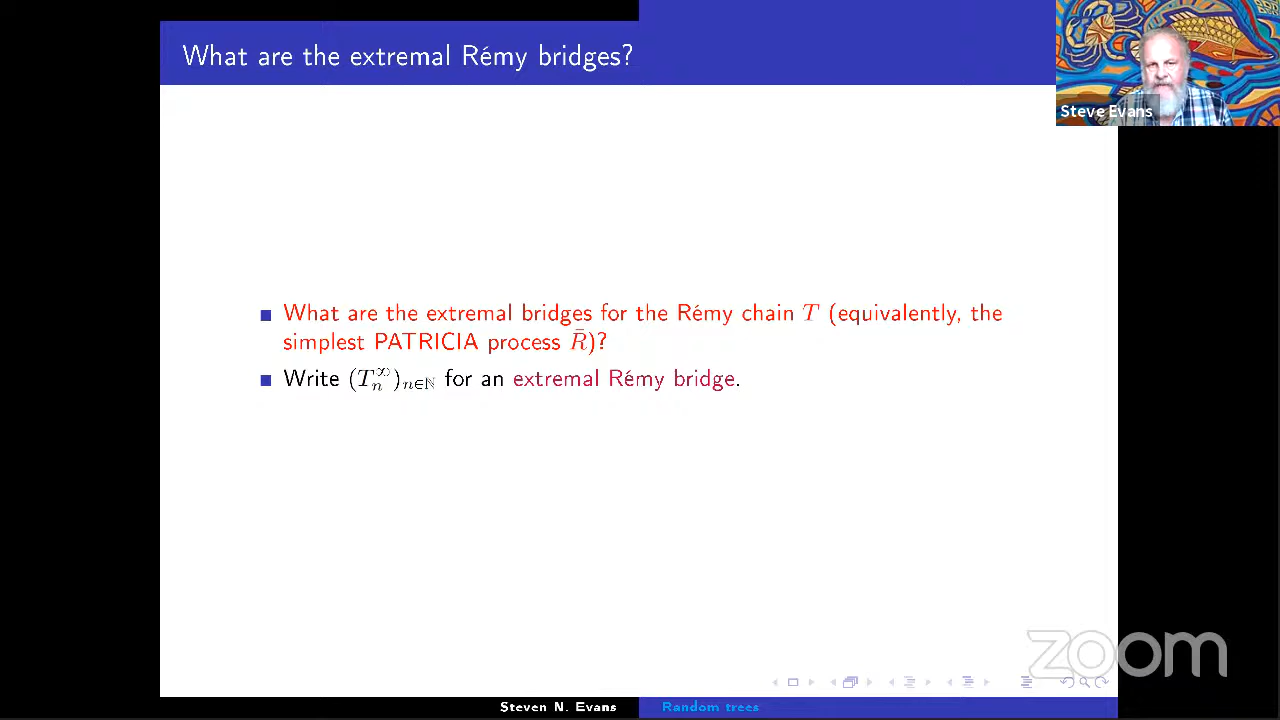 What are the extremal Rémy bridges?
Steve Evans
What are the extremal bridges for the Rémy chain T (equivalently, the
simplest PATRICIA process R̄)?
Write (Tₙ^∞)ₙ∈ℕ for an extremal Rémy bridge.
zoom
Steven N. Evans
Random trees